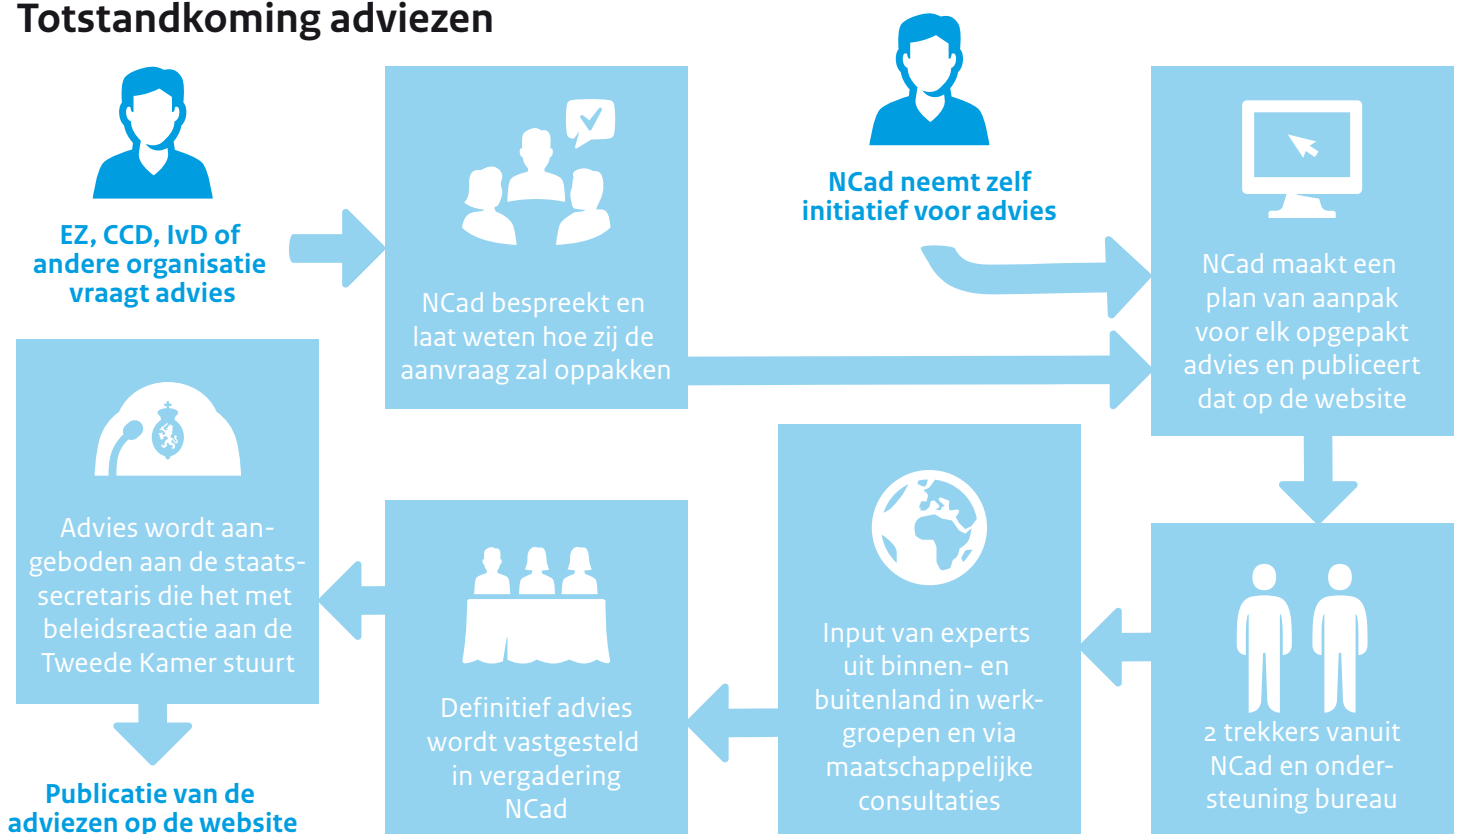 Totstandkoming adviezen
EZ, CCD, IvD of
andere organisatie
vraagt advies
NCad bespreekt en
laat weten hoe zij de
aanvraag zal oppakken
NCad neemt zelf
initiatief voor advies
NCad maakt een
plan van aanpak
voor elk opgepakt
advies en publiceert
dat op de website
2 trekkers vanuit
NCad en onder-
steuning bureau
Input van experts
uit binnen- en
buitenland in werk-
groepen en via
maatschappelijke
consultaties
Definitief advies
wordt vastgesteld
in vergadering
NCad
Advies wordt aan-
geboden aan de staats-
secretaris die het met
beleidsreactie aan de
Tweede Kamer stuurt
Publicatie van de
adviezen op de website